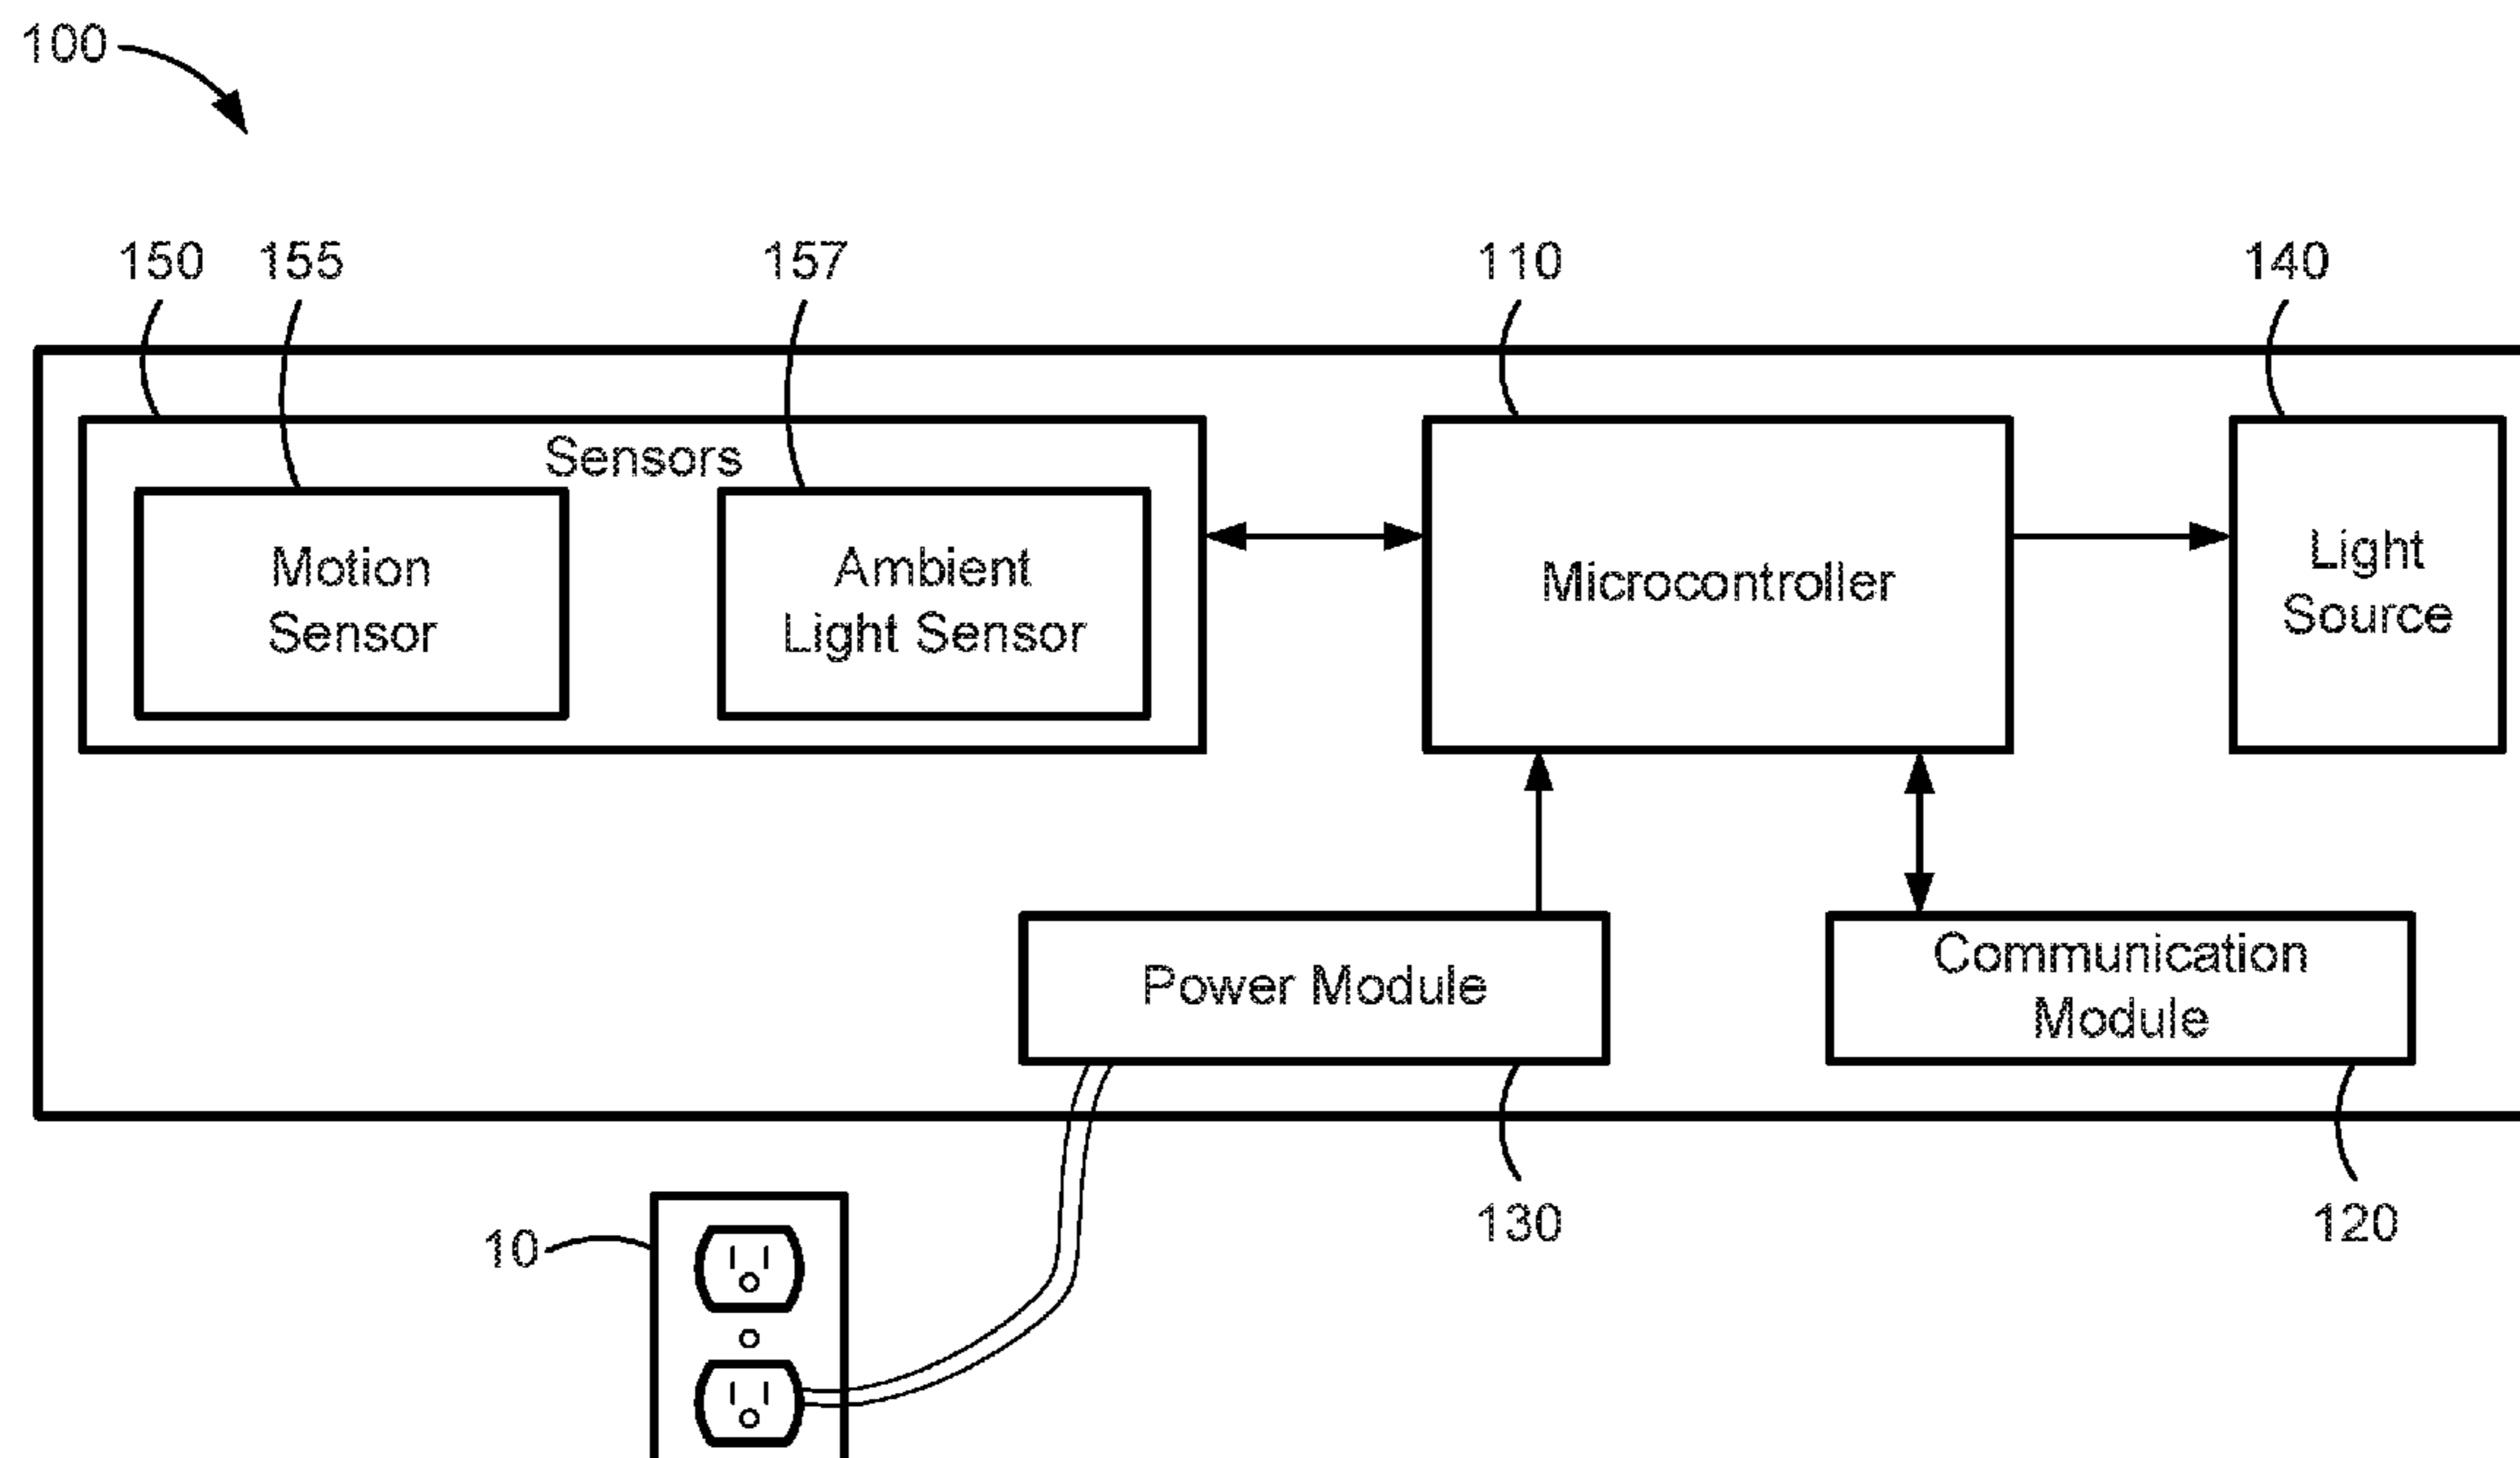 100
150 155 157 110 140
Sensors
Motion
Sensor
Ambient
Light Sensor
Microcontroller
Light
Source
Power Module
Communication
Module
10
130
120